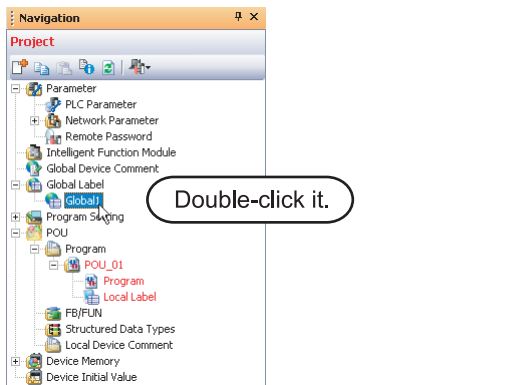 Navigation
Project
Parameter
PLC Parameter
Network Parameter
Remote Password
Intelligent Function Module
Global Device Comment
Global Label
Global1
Double-click it.
Program Setting
POU
Program
POU_01
Program
Local Label
FB/FUN
Structured Data Types
Local Device Comment
Device Memory
Device Initial Value